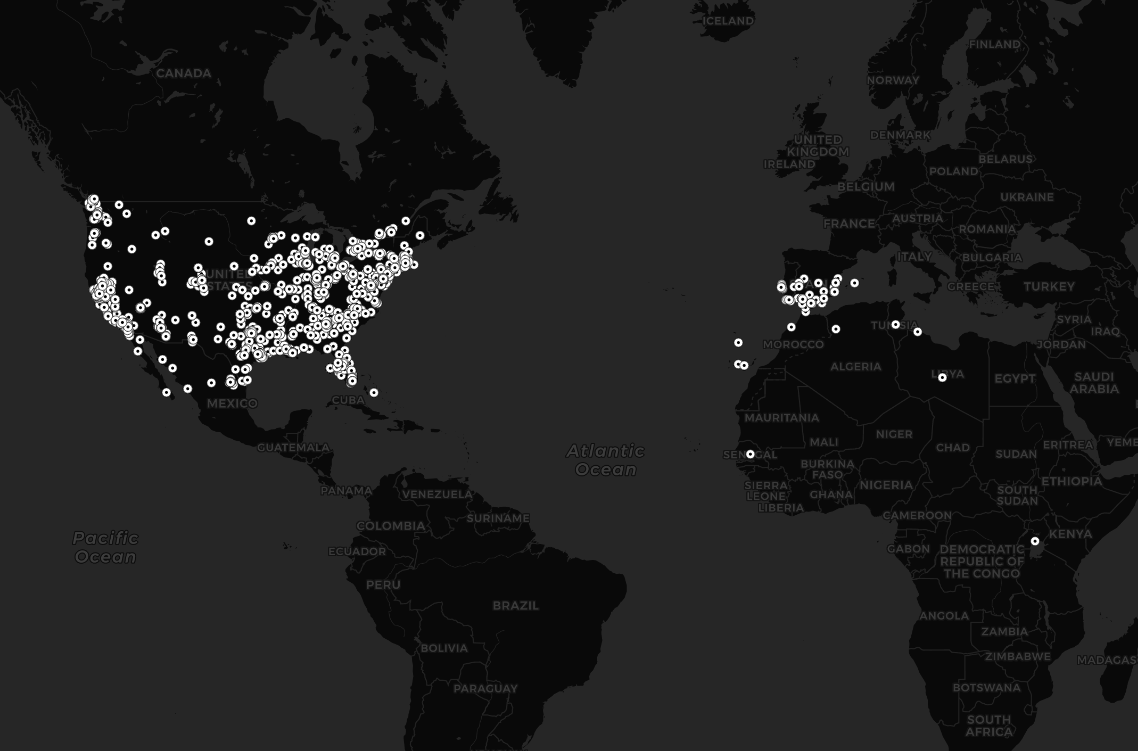 ICELAND
FINLAND
CANADA
NORWAY
DENMARK
UNITED
KINGDOM
IRELAND
BELARUS
POLAND
BELGIUM
UKRAINE
FRANCE
AUSTRIA
ROMANIA
ITALY
BULGARIA
UNITED
STATES
GREECE
TURKEY
TUNISIA
SYRIA
IRAQ
MOROCCO
JORDAN
ALGERIA
LIBYA
EGYPT
SAUDI
ARABIA
MEXICO
CUBA
MAURITANIA
NIGER
MALI
GUATEMALA
CHAD
SUDAN
ERITREA
YEME
Atlantic
Ocean
SENEGAL
BURKINA
FASO
ETHIOPIA
SIERRA
LEONE
LIBERIA
GHANA
NIGERIA
SOUTH
SUDAN
PANAMA
VENEZUELA
CAMEROON
COLOMBIA
SURINAME
KENYA
Pacific
Ocean
ECUADOR
GABON
DEMOCRATIC
REPUBLIC OF
THE CONGO
PERU
BRAZIL
ANGOLA
ZAMBIA
BOLIVIA
ZIMBABWE
MADAGAS
PARAGUAY
BOTSWANA
SOUTH
AFRICA